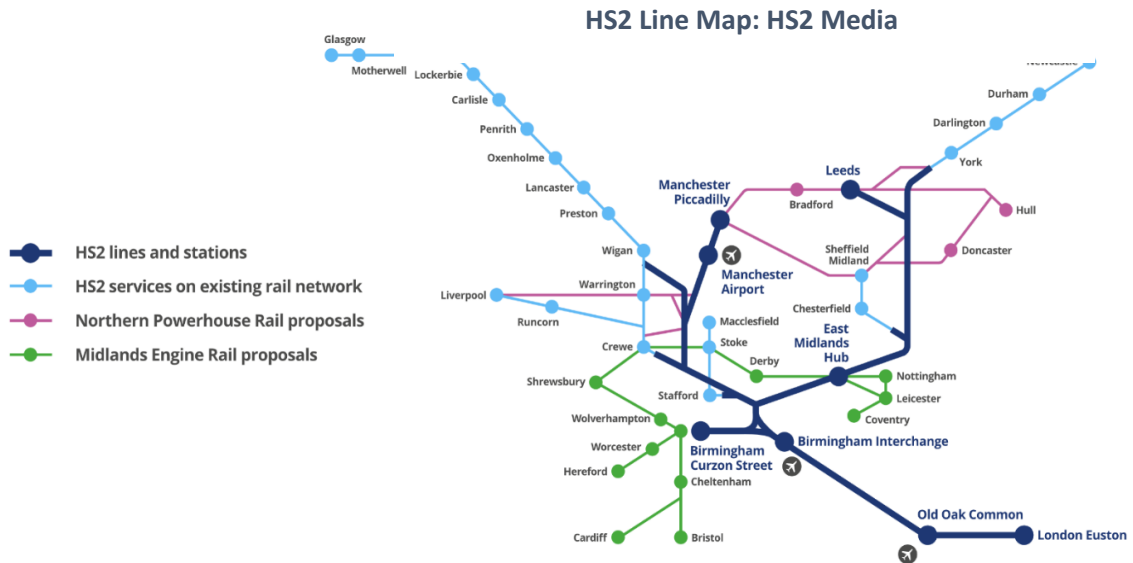 HS2 Line Map: HS2 Media
Glasgow
Motherwell
Lockerbie
Carlisle
Penrith
Oxenholme
Lancaster
Preston
Wigan
Warrington
Liverpool
Runcorn
Crewe
Newcastle
Durham
Darlington
York
Leeds
Manchester
Piccadilly
Bradford
Hull
Doncaster
Sheffield
Midland
Manchester
Airport
Chesterfield
Macclesfield
Stoke
East
Midlands
Hub
Derby
Nottingham
Leicester
Coventry
Stafford
Shrewsbury
Wolverhampton
Worcester
Hereford
Birmingham
Curzon Street
Birmingham Interchange
Cheltenham
Cardiff
Bristol
Old Oak Common
London Euston
HS2 lines and stations
HS2 services on existing rail network
Northern Powerhouse Rail proposals
Midlands Engine Rail proposals